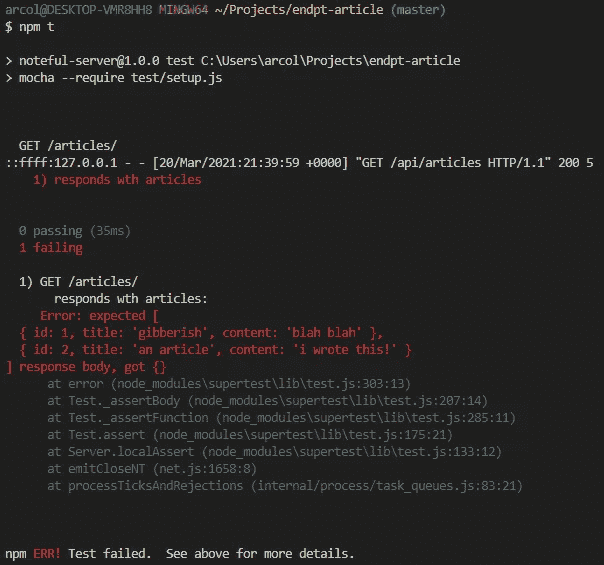 arcol@DESKTOP-VMR8HH8 MINGW64 ~/Projects/endpt-article (master)
$ npm t
> noteful-server@1.0.0 test C:\Users\arcol\Projects\endpt-article
> mocha --require test/setup.js
GET /articles/
::ffff:127.0.0.1 - - [20/Mar/2021:21:39:59 +0000] "GET /api/articles HTTP/1.1" 200 5
1) responds wth articles
0 passing (35ms)
1 failing
1) GET /articles/
responds wth articles:
Error: expected [
{ id: 1, title: 'gibberish', content: 'blah blah' },
{ id: 2, title: 'an article', content: 'i wrote this!' }
] response body, got {}
at error (node_modules\supertest\lib\test.js:303:13)
at Test._assertBody (node_modules\supertest\lib\test.js:207:14)
at Test._assertFunction (node_modules\supertest\lib\test.js:285:11)
at Test.assert (node_modules\supertest\lib\test.js:175:21)
at Server.localAssert (node_modules\supertest\lib\test.js:133:12)
at emitCloseNT (net.js:1658:8)
at processTicksAndRejections (internal/process/task_queues.js:83:21)
npm ERR! Test failed.  See above for more details.